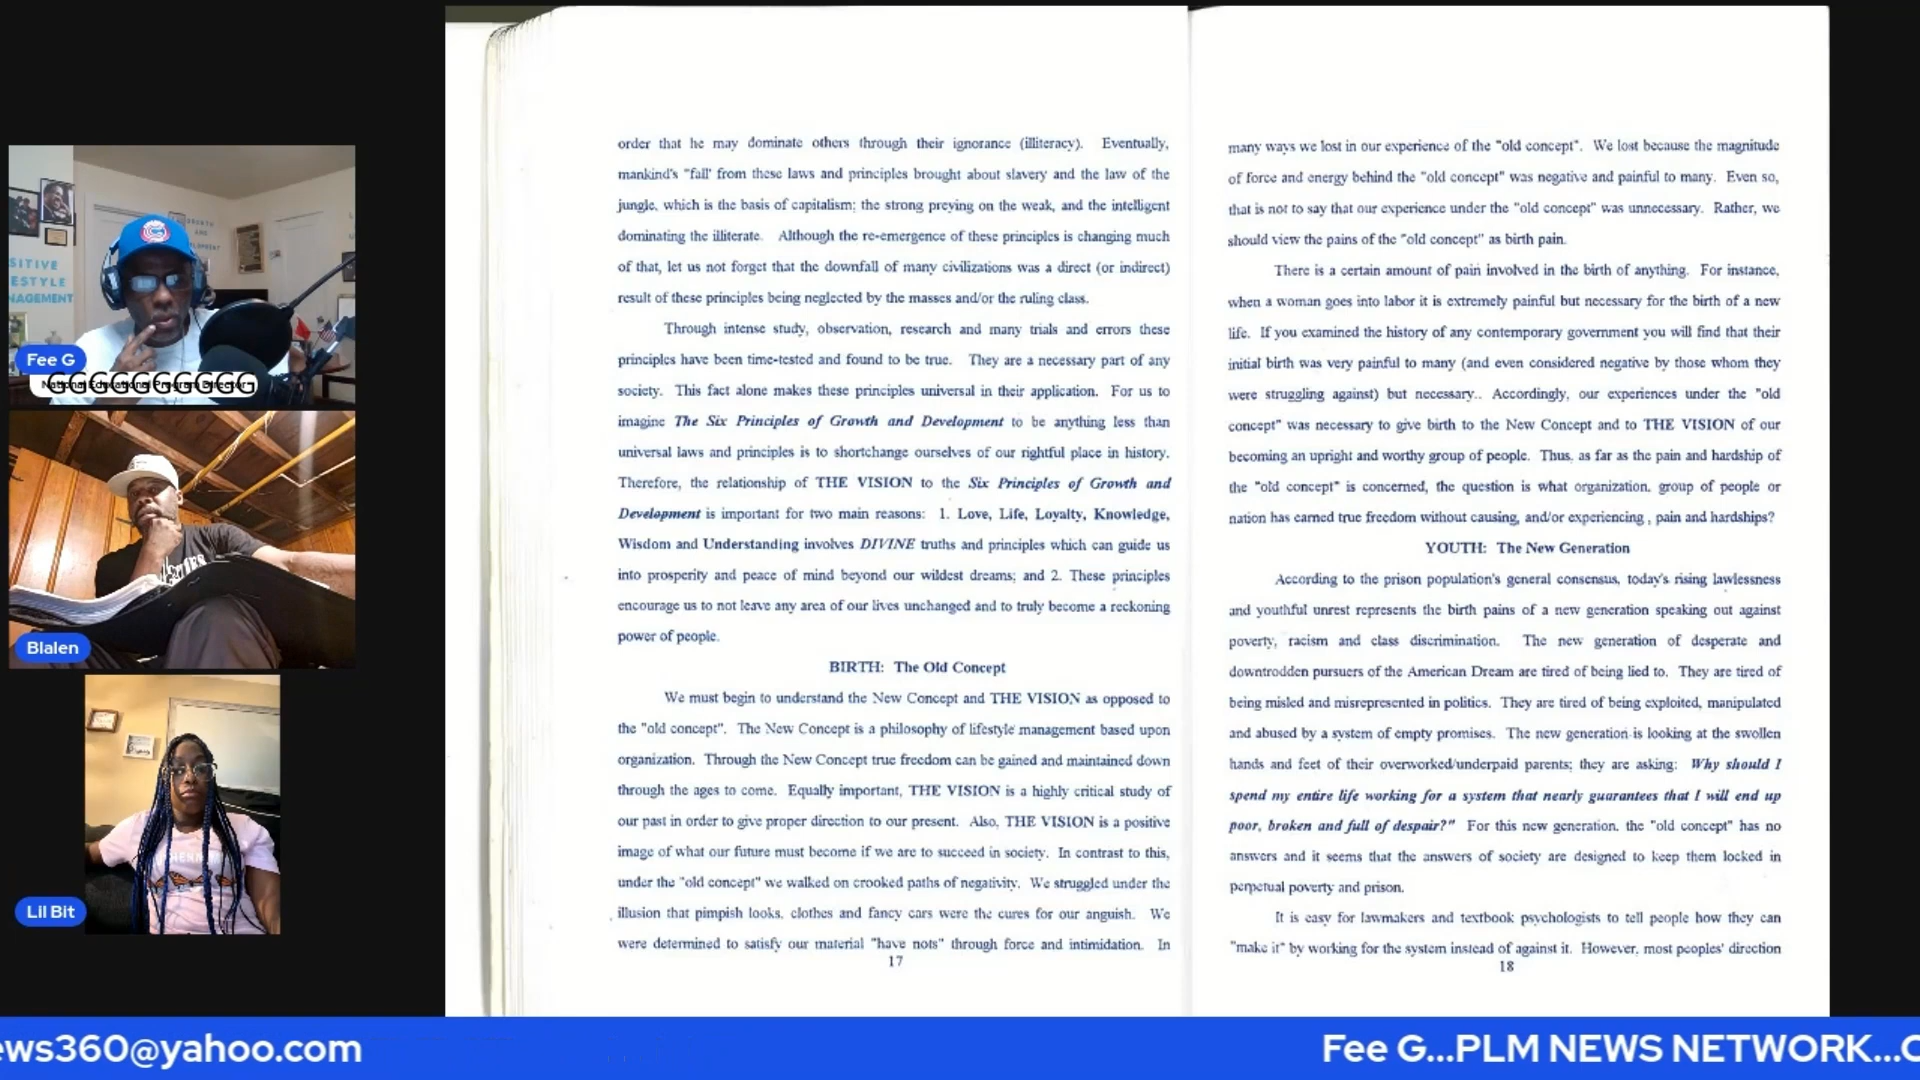 SITIVE
ESTYLE
NAGEMENT
GROWTH
AND
Fee G
National Educational Program Director
GGGGGGGGGG
Blalen
Lil Bit
order that he may dominate others through their ignorance (illiteracy). Eventually,
mankind's "fall' from these laws and principles brought about slavery and the law of the
jungle, which is the basis of capitalism; the strong preying on the weak, and the intelligent
dominating the illiterate. Although the re-emergence of these principles is changing much
of that, let us not forget that the downfall of many civilizations was a direct (or indirect)
result of these principles being neglected by the masses and/or the ruling class.
Through intense study, observation, research and many trials and errors these
principles have been time-tested and found to be true. They are a necessary part of any
society. This fact alone makes these principles universal in their application. For us to
imagine The Six Principles of Growth and Development to be anything less than
universal laws and principles is to shortchange ourselves of our rightful place in history.
Therefore, the relationship of THE VISION to the Six Principles of Growth and
Development is important for two main reasons: 1. Love, Life, Loyalty, Knowledge,
Wisdom and Understanding involves DIVINE truths and principles which can guide us
into prosperity and peace of mind beyond our wildest dreams; and 2. These principles
encourage us to not leave any area of our lives unchanged and to truly become a reckoning
power of people.
BIRTH: The Old Concept
We must begin to understand the New Concept and THE VISION as opposed to
the "old concept". The New Concept is a philosophy of lifestyle management based upon
organization. Through the New Concept true freedom can be gained and maintained down
through the ages to come. Equally important, THE VISION is a highly critical study of
our past in order to give proper direction to our present. Also, THE VISION is a positive
image of what our future must become if we are to succeed in society. In contrast to this,
under the "old concept" we walked on crooked paths of negativity. We struggled under the
illusion that pimpish looks, clothes and fancy cars were the cures for our anguish. We
were determined to satisfy our material "have nots" through force and intimidation. In
17
many ways we lost in our experience of the "old concept". We lost because the magnitude
of force and energy behind the "old concept" was negative and painful to many. Even so,
that is not to say that our experience under the "old concept" was unnecessary. Rather, we
should view the pains of the "old concept" as birth pain.
There is a certain amount of pain involved in the birth of anything. For instance,
when a woman goes into labor it is extremely painful but necessary for the birth of a new
life. If you examined the history of any contemporary government you will find that their
initial birth was very painful to many (and even considered negative by those whom they
were struggling against) but necessary.. Accordingly, our experiences under the "old
concept" was necessary to give birth to the New Concept and to THE VISION of our
becoming an upright and worthy group of people. Thus, as far as the pain and hardship of
the "old concept" is concerned, the question is what organization, group of people or
nation has earned true freedom without causing, and/or experiencing , pain and hardships?
YOUTH: The New Generation
According to the prison population's general consensus, today's rising lawlessness
and youthful unrest represents the birth pains of a new generation speaking out against
poverty, racism and class discrimination. The new generation of desperate and
downtrodden pursuers of the American Dream are tired of being lied to. They are tired of
being misled and misrepresented in politics. They are tired of being exploited, manipulated
and abused by a system of empty promises. The new generation is looking at the swollen
hands and feet of their overworked/underpaid parents; they are asking: Why should I
spend my entire life working for a system that nearly guarantees that I will end up
poor, broken and full of despair?" For this new generation, the "old concept" has no
answers and it seems that the answers of society are designed to keep them locked in
perpetual poverty and prison.
It is easy for lawmakers and textbook psychologists to tell people how they can
"make it" by working for the system instead of against it. However, most peoples' direction
18
ews360@yahoo.com
Fee G...PLM NEWS NETWORK...C